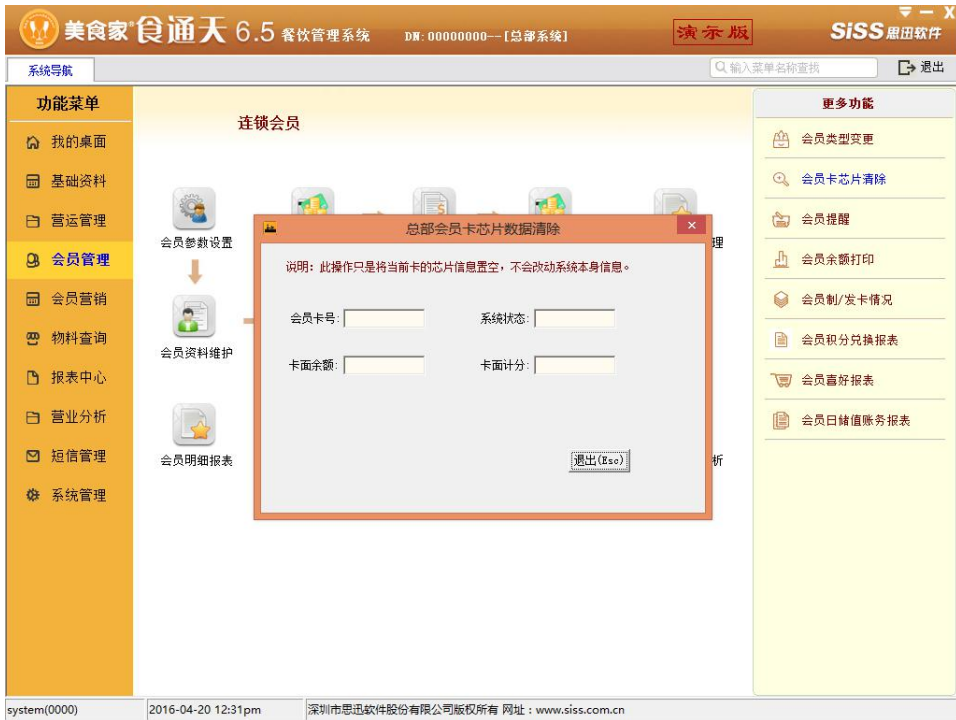 美食家 食通天 6.5 餐饮管理系统 DN:00000000--[总部系统] 演示版 SiSS 思迅软件
系统导航 输入菜单名称查找 退出
功能菜单
我的桌面
基础资料
营运管理
会员管理
会员营销
物料查询
报表中心
营业分析
短信管理
系统管理
连锁会员
会员参数设置 理
会员资料维护
会员明细报表 析
总部会员卡芯片数据清除
说明：此操作只是将当前卡的芯片信息置空，不会改动系统本身信息。
会员卡号: 系统状态:
卡面余额: 卡面计分:
退出(Esc)
更多功能
会员类型变更
会员卡芯片清除
会员提醒
会员余额打印
会员制/发卡情况
会员积分兑换报表
会员喜好报表
会员日储值账务报表
system(0000) 2016-04-20 12:31pm 深圳市思迅软件股份有限公司版权所有 网址：www.siss.com.cn